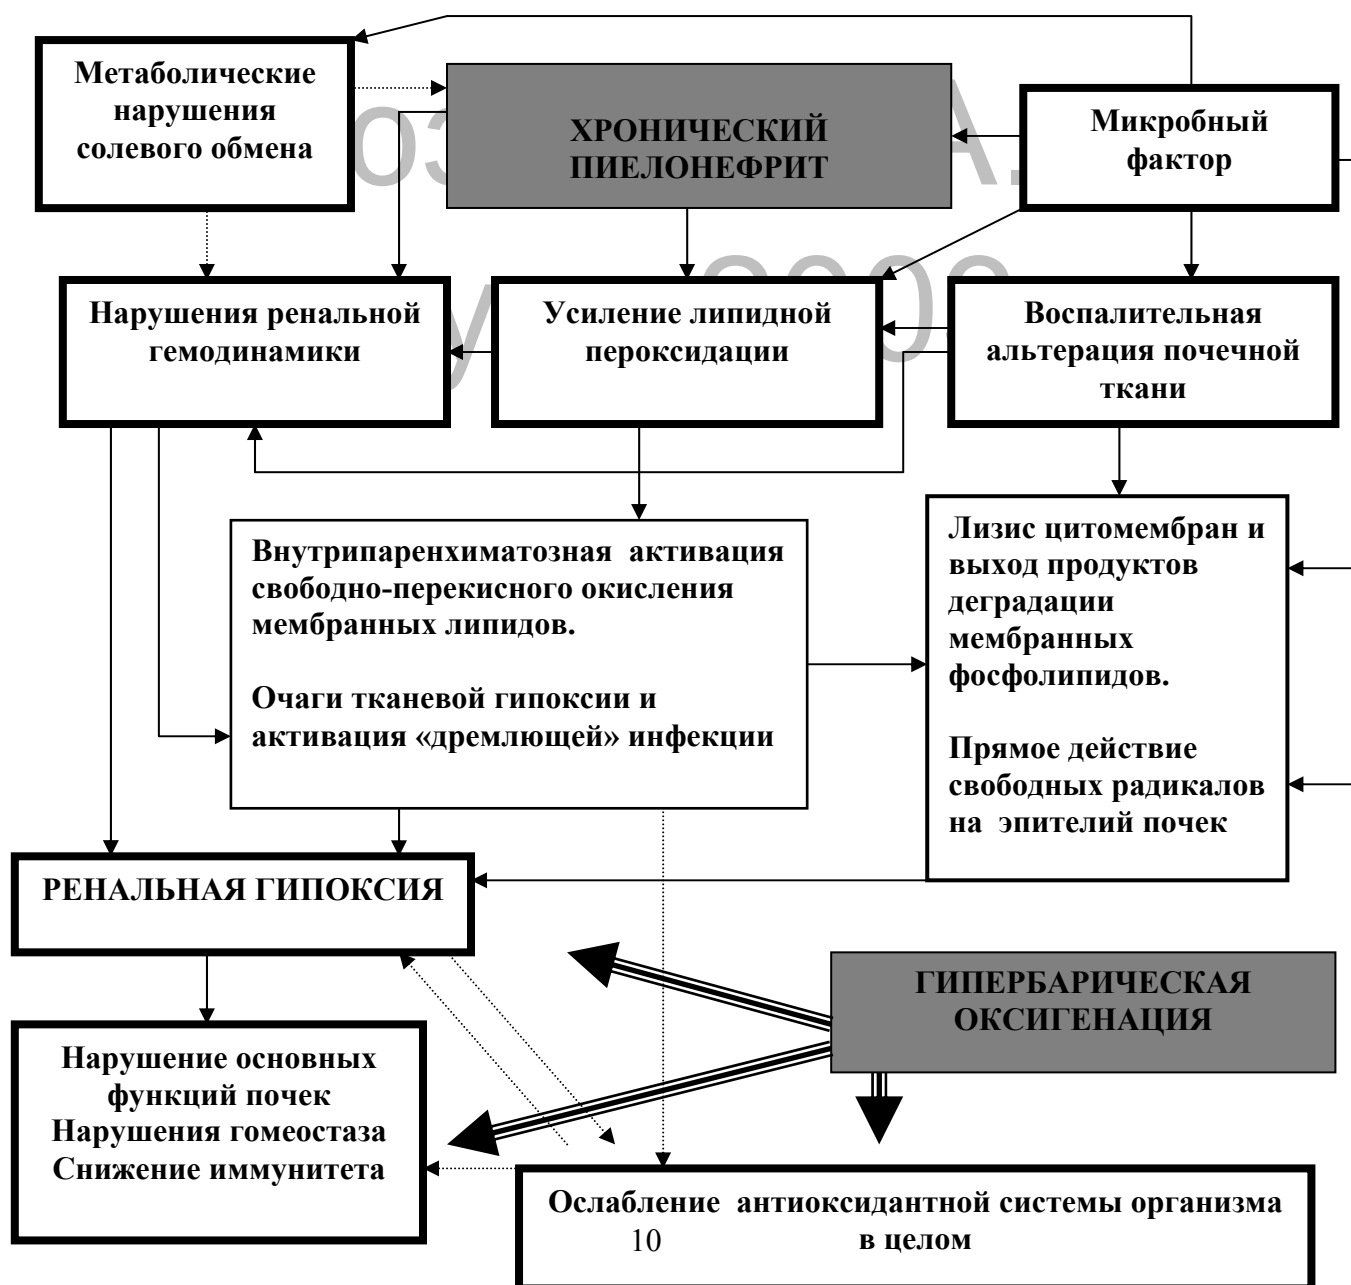 Метаболические
нарушения
солевого обмена
ХРОНИЧЕСКИЙ
ПИЕЛОНЕФРИТ
Микробный
фактор
Нарушения ренальной
гемодинамики
Усиление липидной
пероксидации
Воспалительная
альтерация почечной
ткани
Внутрипаренхиматозная активация
свободно-перекисного окисления
мембранных липидов.
Очаги тканевой гипоксии и
активация «дремлющей» инфекции
Лизис цитомембран и
выход продуктов
деградации
мембранных
фосфолипидов.
Прямое действие
свободных радикалов
на эпителий почек
РЕНАЛЬНАЯ ГИПОКСИЯ
ГИПЕРБАРИЧЕСКАЯ
ОКСИГЕНАЦИЯ
Нарушение основных
функций почек
Нарушения гомеостаза
Снижение иммунитета
Ослабление антиоксидантной системы организма
в целом
10